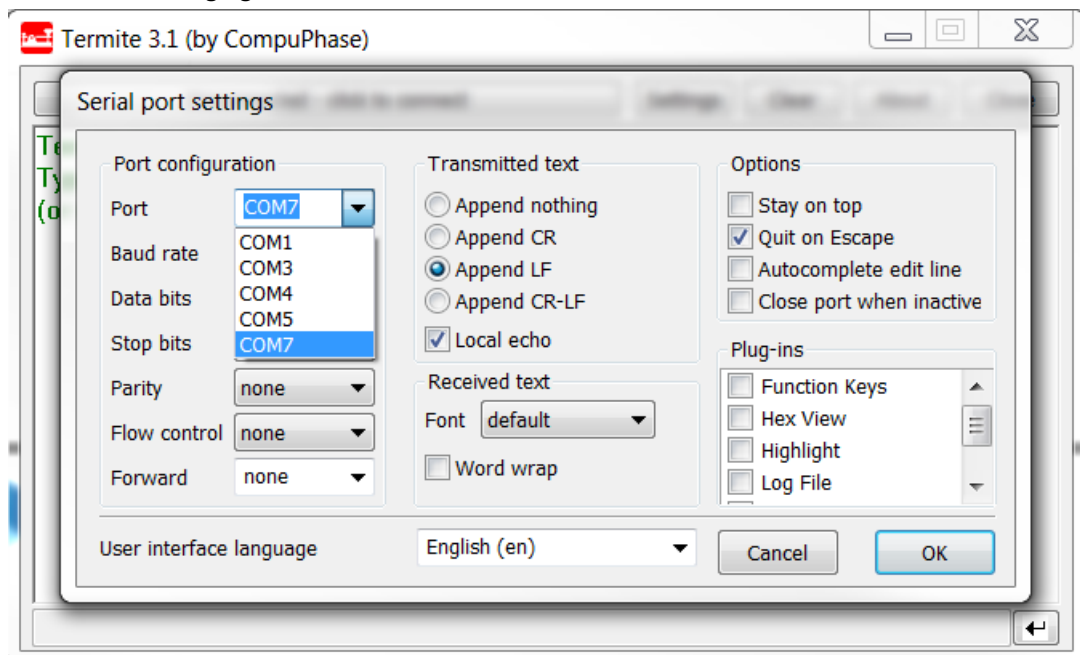 Termite 3.1 (by CompuPhase)
Serial port settings
Port configuration
Port
COM7
COM1
COM3
COM4
COM5
COM7
Baud rate
Data bits
Stop bits
Parity
none
Flow control
none
Forward
none
Transmitted text
Append nothing
Append CR
Append LF
Append CR-LF
Local echo
Received text
Font
default
Word wrap
Options
Stay on top
Quit on Escape
Autocomplete edit line
Close port when inactive
Plug-ins
Function Keys
Hex View
Highlight
Log File
User interface language
English (en)
Cancel
OK